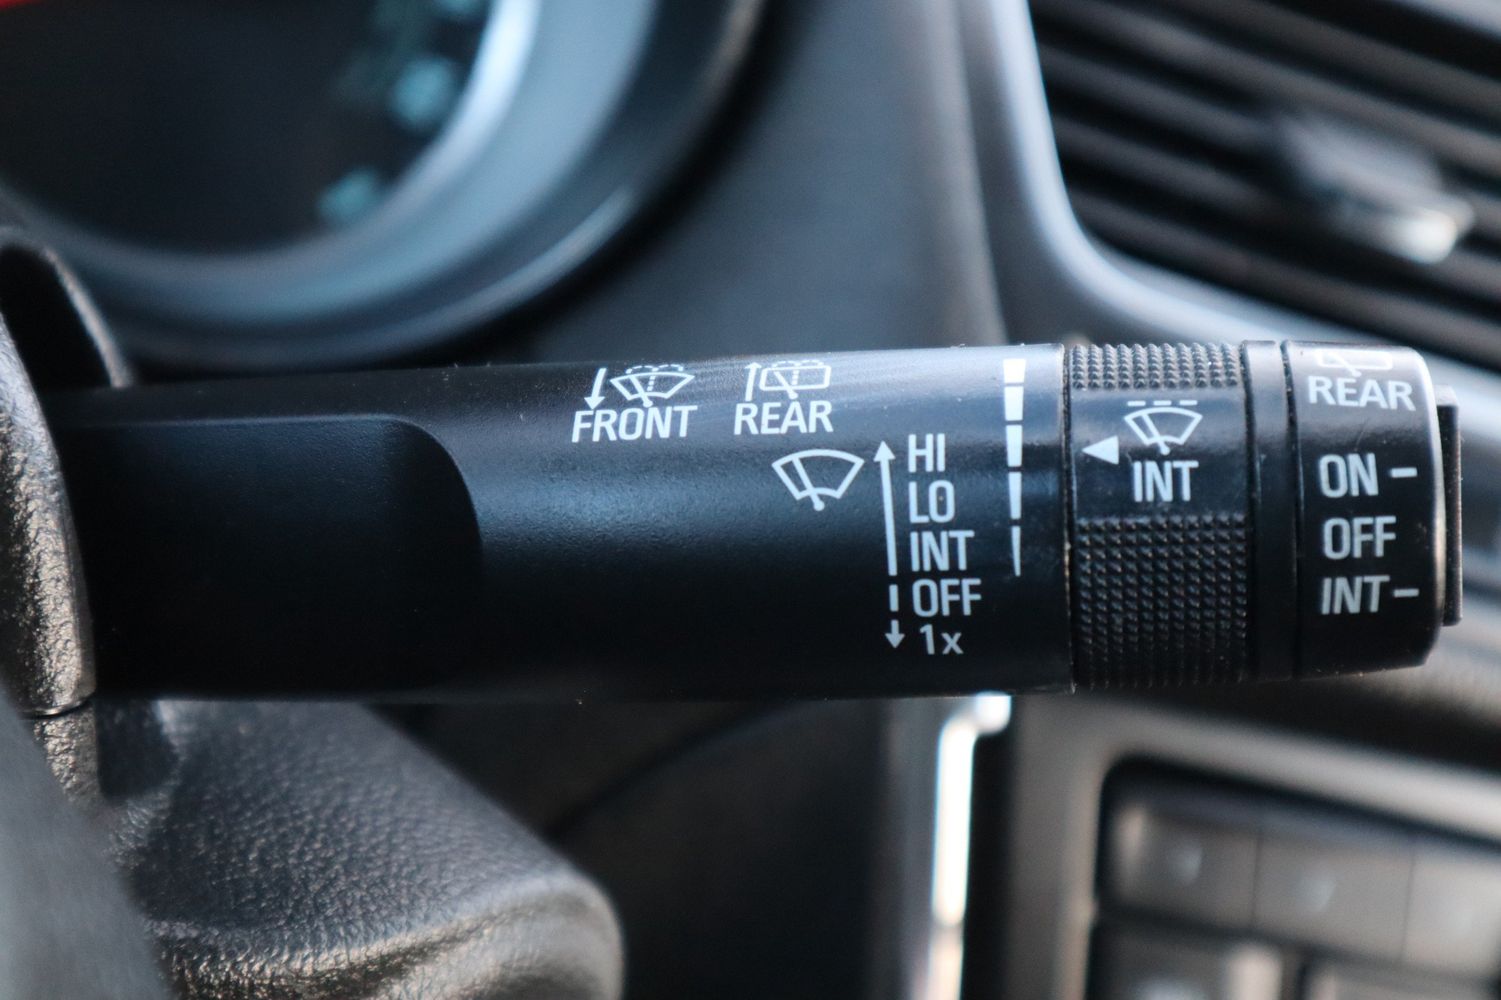 FRONT
REAR
HI
LO
INT
OFF
1x
INT
REAR
ON –
OFF
INT –